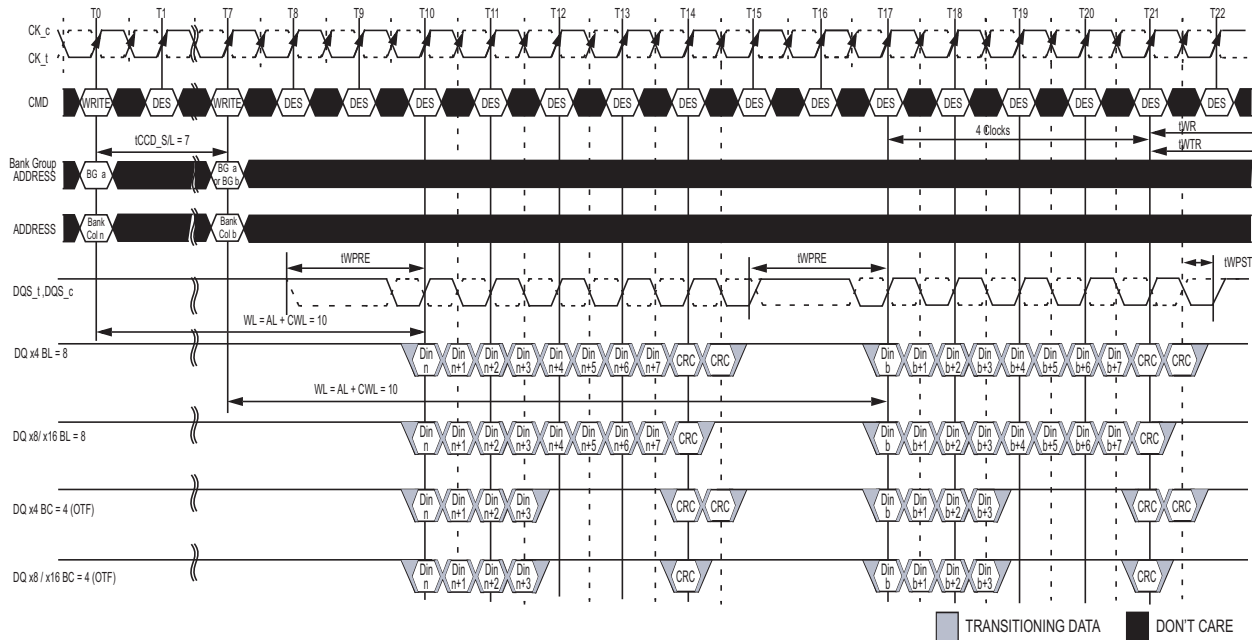 T0 T1 T7 T8 T9 T10 T11 T12 T13 T14 T15 T16 T17 T18 T19 T20 T21 T22
CK_c
CK_t
CMD WRITE DES WRITE DES DES DES DES DES DES DES DES DES DES DES DES DES DES DES
tCCD_S/L = 7
4 Clocks
tWR
tWTR
Bank Group
ADDRESS
BG a
BG a
or BG b
ADDRESS
Bank
Col n
Bank
Col b
tWPRE
tWPRE
tWPST
DQS_t ,DQS_c
WL = AL + CWL = 10
DQ x4 BL = 8
Din Din Din Din Din Din Din Din CRC CRC Din Din Din Din Din Din Din Din CRC CRC
n n+1 n+2 n+3 n+4 n+5 n+6 n+7 b b+1 b+2 b+3 b+4 b+5 b+6 b+7
WL = AL + CWL = 10
DQ x8/ x16 BL = 8
Din Din Din Din Din Din Din Din CRC Din Din Din Din Din Din Din Din CRC
n n+1 n+2 n+3 n+4 n+5 n+6 n+7 b b+1 b+2 b+3 b+4 b+5 b+6 b+7
DQ x4 BC = 4 (OTF)
Din Din Din Din CRC CRC Din Din Din Din CRC CRC
n n+1 n+2 n+3 b b+1 b+2 b+3
DQ x8 / x16 BC = 4 (OTF)
Din Din Din Din CRC Din Din Din Din CRC
n n+1 n+2 n+3 b b+1 b+2 b+3
TRANSITIONING DATA DON'T CARE